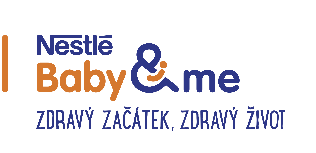 Nestlé
Baby & me
ZDRAVÝ ZAČÁTEK, ZDRAVÝ ŽIVOT